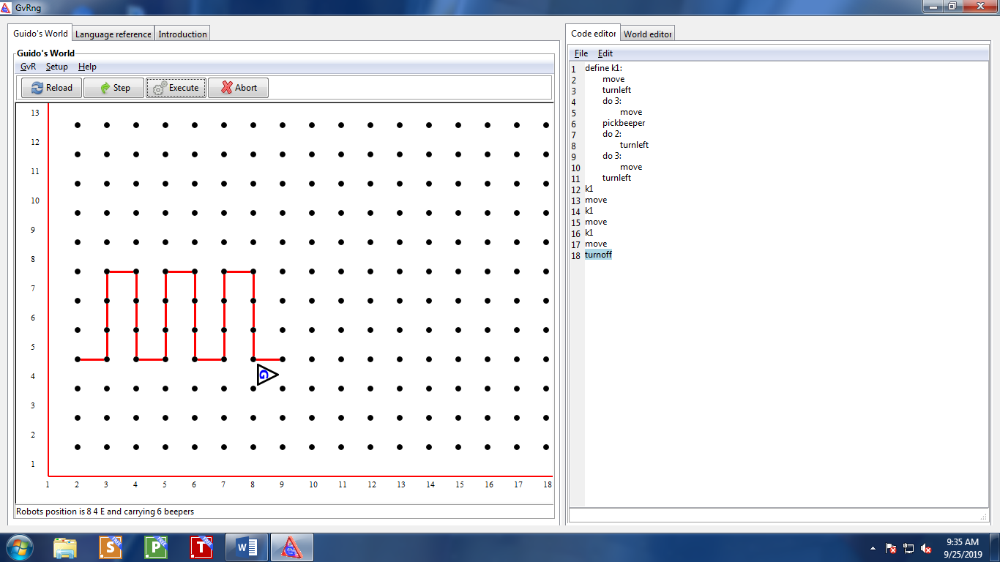 GvRng
Guido's World
Language reference
Introduction
Guido's World
GvR Setup Help
Reload
Step
Execute
Abort
13
12
11
10
9
8
7
6
5
4
3
2
1
1 2 3 4 5 6 7 8 9 10 11 12 13 14 15 16 17 18
G
Robots position is 8 4 E and carrying 6 beepers
Code editor
World editor
File Edit
1 define k1:
2 move
3 turnleft
4 do 3:
5 move
6 pickbeeper
7 do 2:
8 turnleft
9 do 3:
10 move
11 turnleft
12 k1
13 move
14 k1
15 move
16 k1
17 move
18 turnoff
S FREE
P FREE
T FREE
W
9:35 AM
9/25/2019